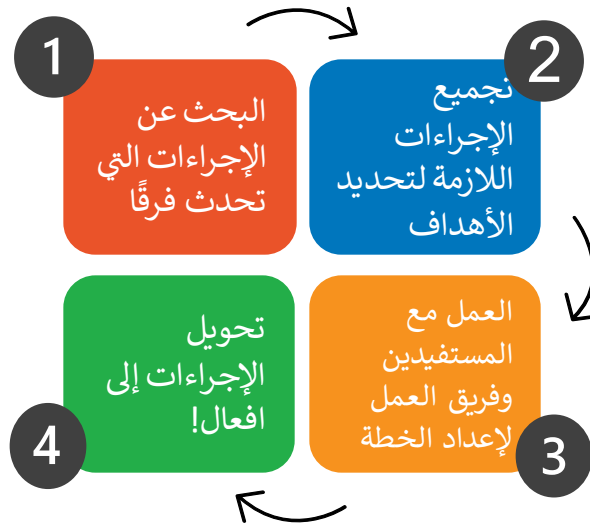 1
البحث عن
الإجراءات التي
تحدث فرقًا
2
تجميع
الإجراءات
اللازمة لتحديد
الأهداف
العمل مع
المستفيدين
وفريق العمل
لإعداد الخطة
3
تحويل
الإجراءات إلى
افعال!
4